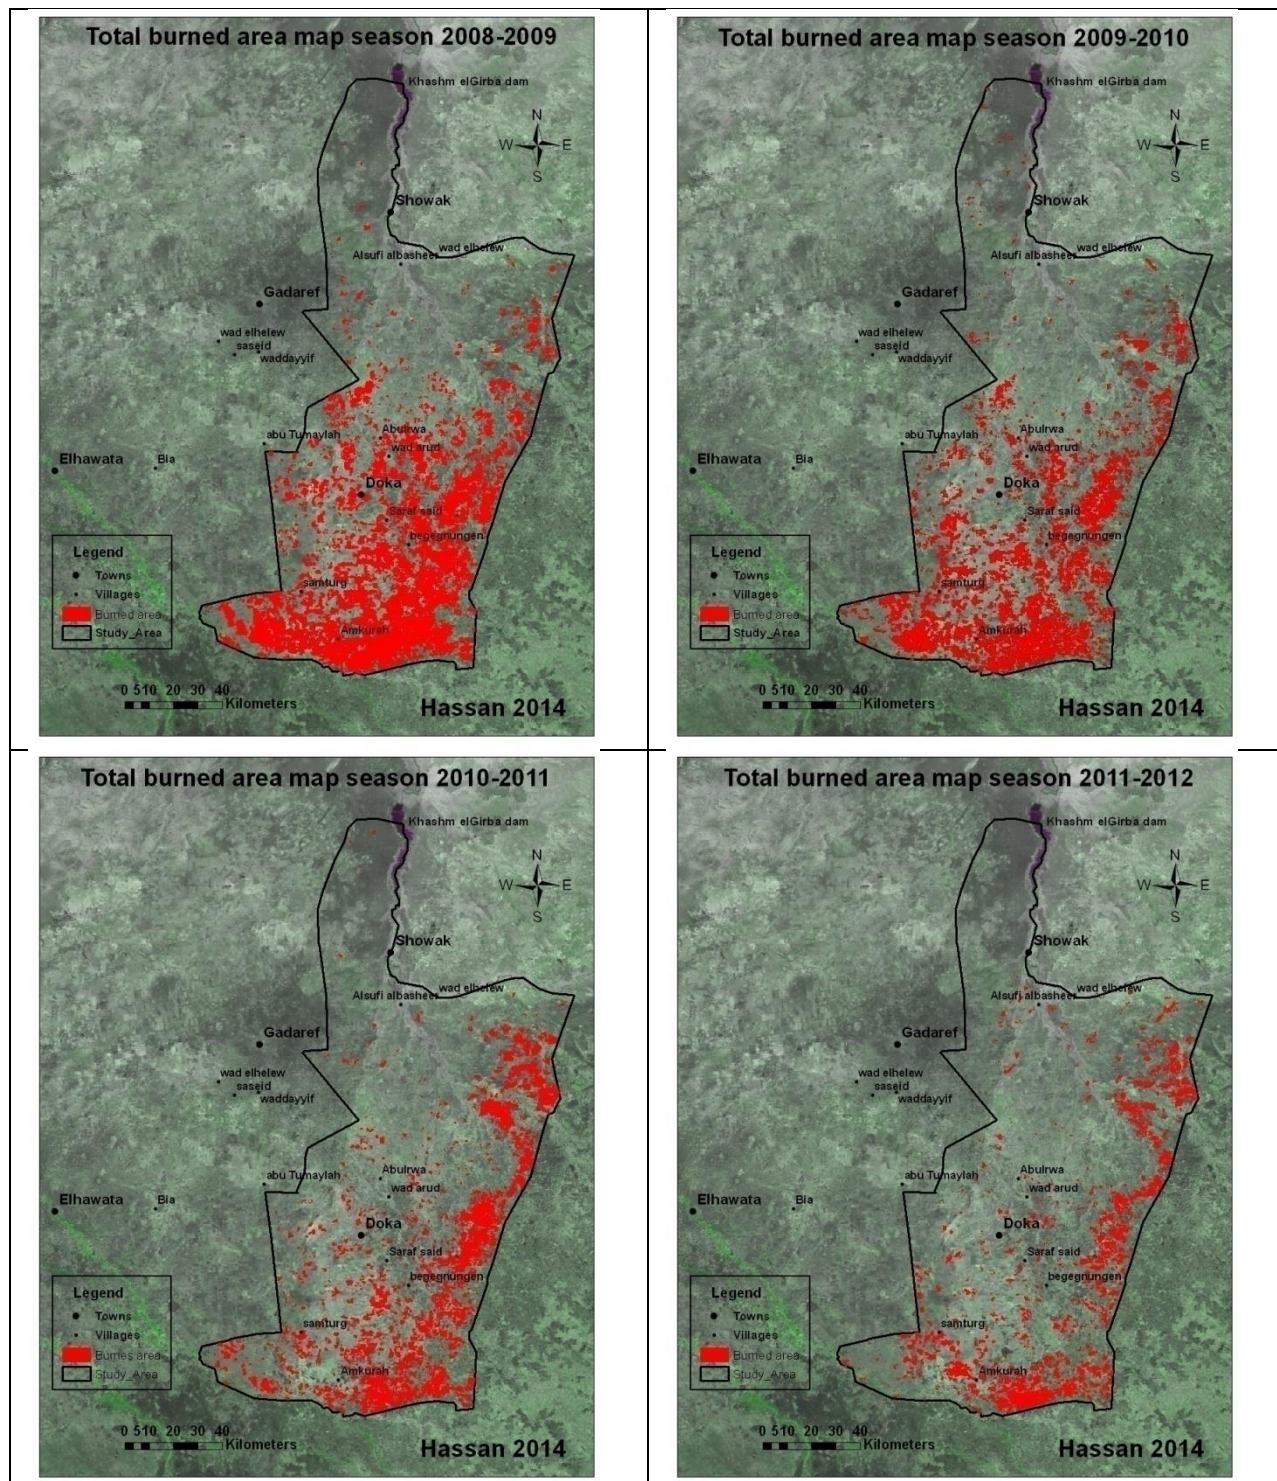 Total burned area map season 2008-2009
Khashm elGirba dam
N
W E
S
Showak
wad elhelew
Alsufi albasheer
Gadaref
wad elhelew
saseid
waddayyif
abu Tumaylah
Abulrwa
wad arud
Elhawata
Bia
Doka
Saraf said
begegnungen
Legend
Towns
Villages
Burned area
Study_Area
samturg
Amkurah
0 510 20 30 40
Kilometers
Hassan 2014
Total burned area map season 2009-2010
Khashm elGirba dam
N
W E
S
Showak
wad elhelew
Alsufi albasheer
Gadaref
wad elhelew
saseid
waddayyif
abu Tumaylah
Abulrwa
wad arud
Elhawata
Bia
Doka
Saraf said
begegnungen
Legend
Towns
Villages
Burned area
Study_Area
samturg
Amkurah
0 510 20 30 40
Kilometers
Hassan 2014
Total burned area map season 2010-2011
Khashm elGirba dam
N
W E
S
Showak
wad elhelew
Alsufi albasheer
Gadaref
wad elhelew
saseid
waddayyif
abu Tumaylah
Abulrwa
wad arud
Elhawata
Bia
Doka
Saraf said
begegnungen
Legend
Towns
Villages
Burnes area
Study_Area
samturg
Amkurah
0 510 20 30 40
Kilometers
Hassan 2014
Total burned area map season 2011-2012
Khashm elGirba dam
N
W E
S
Showak
wad elhelew
Alsufi albasheer
Gadaref
wad elhelew
saseid
waddayyif
abu Tumaylah
Abulrwa
wad arud
Elhawata
Bia
Doka
Saraf said
begegnungen
Legend
Towns
Villages
Burned area
Study_Area
samturg
Amkurah
0 510 20 30 40
Kilometers
Hassan 2014